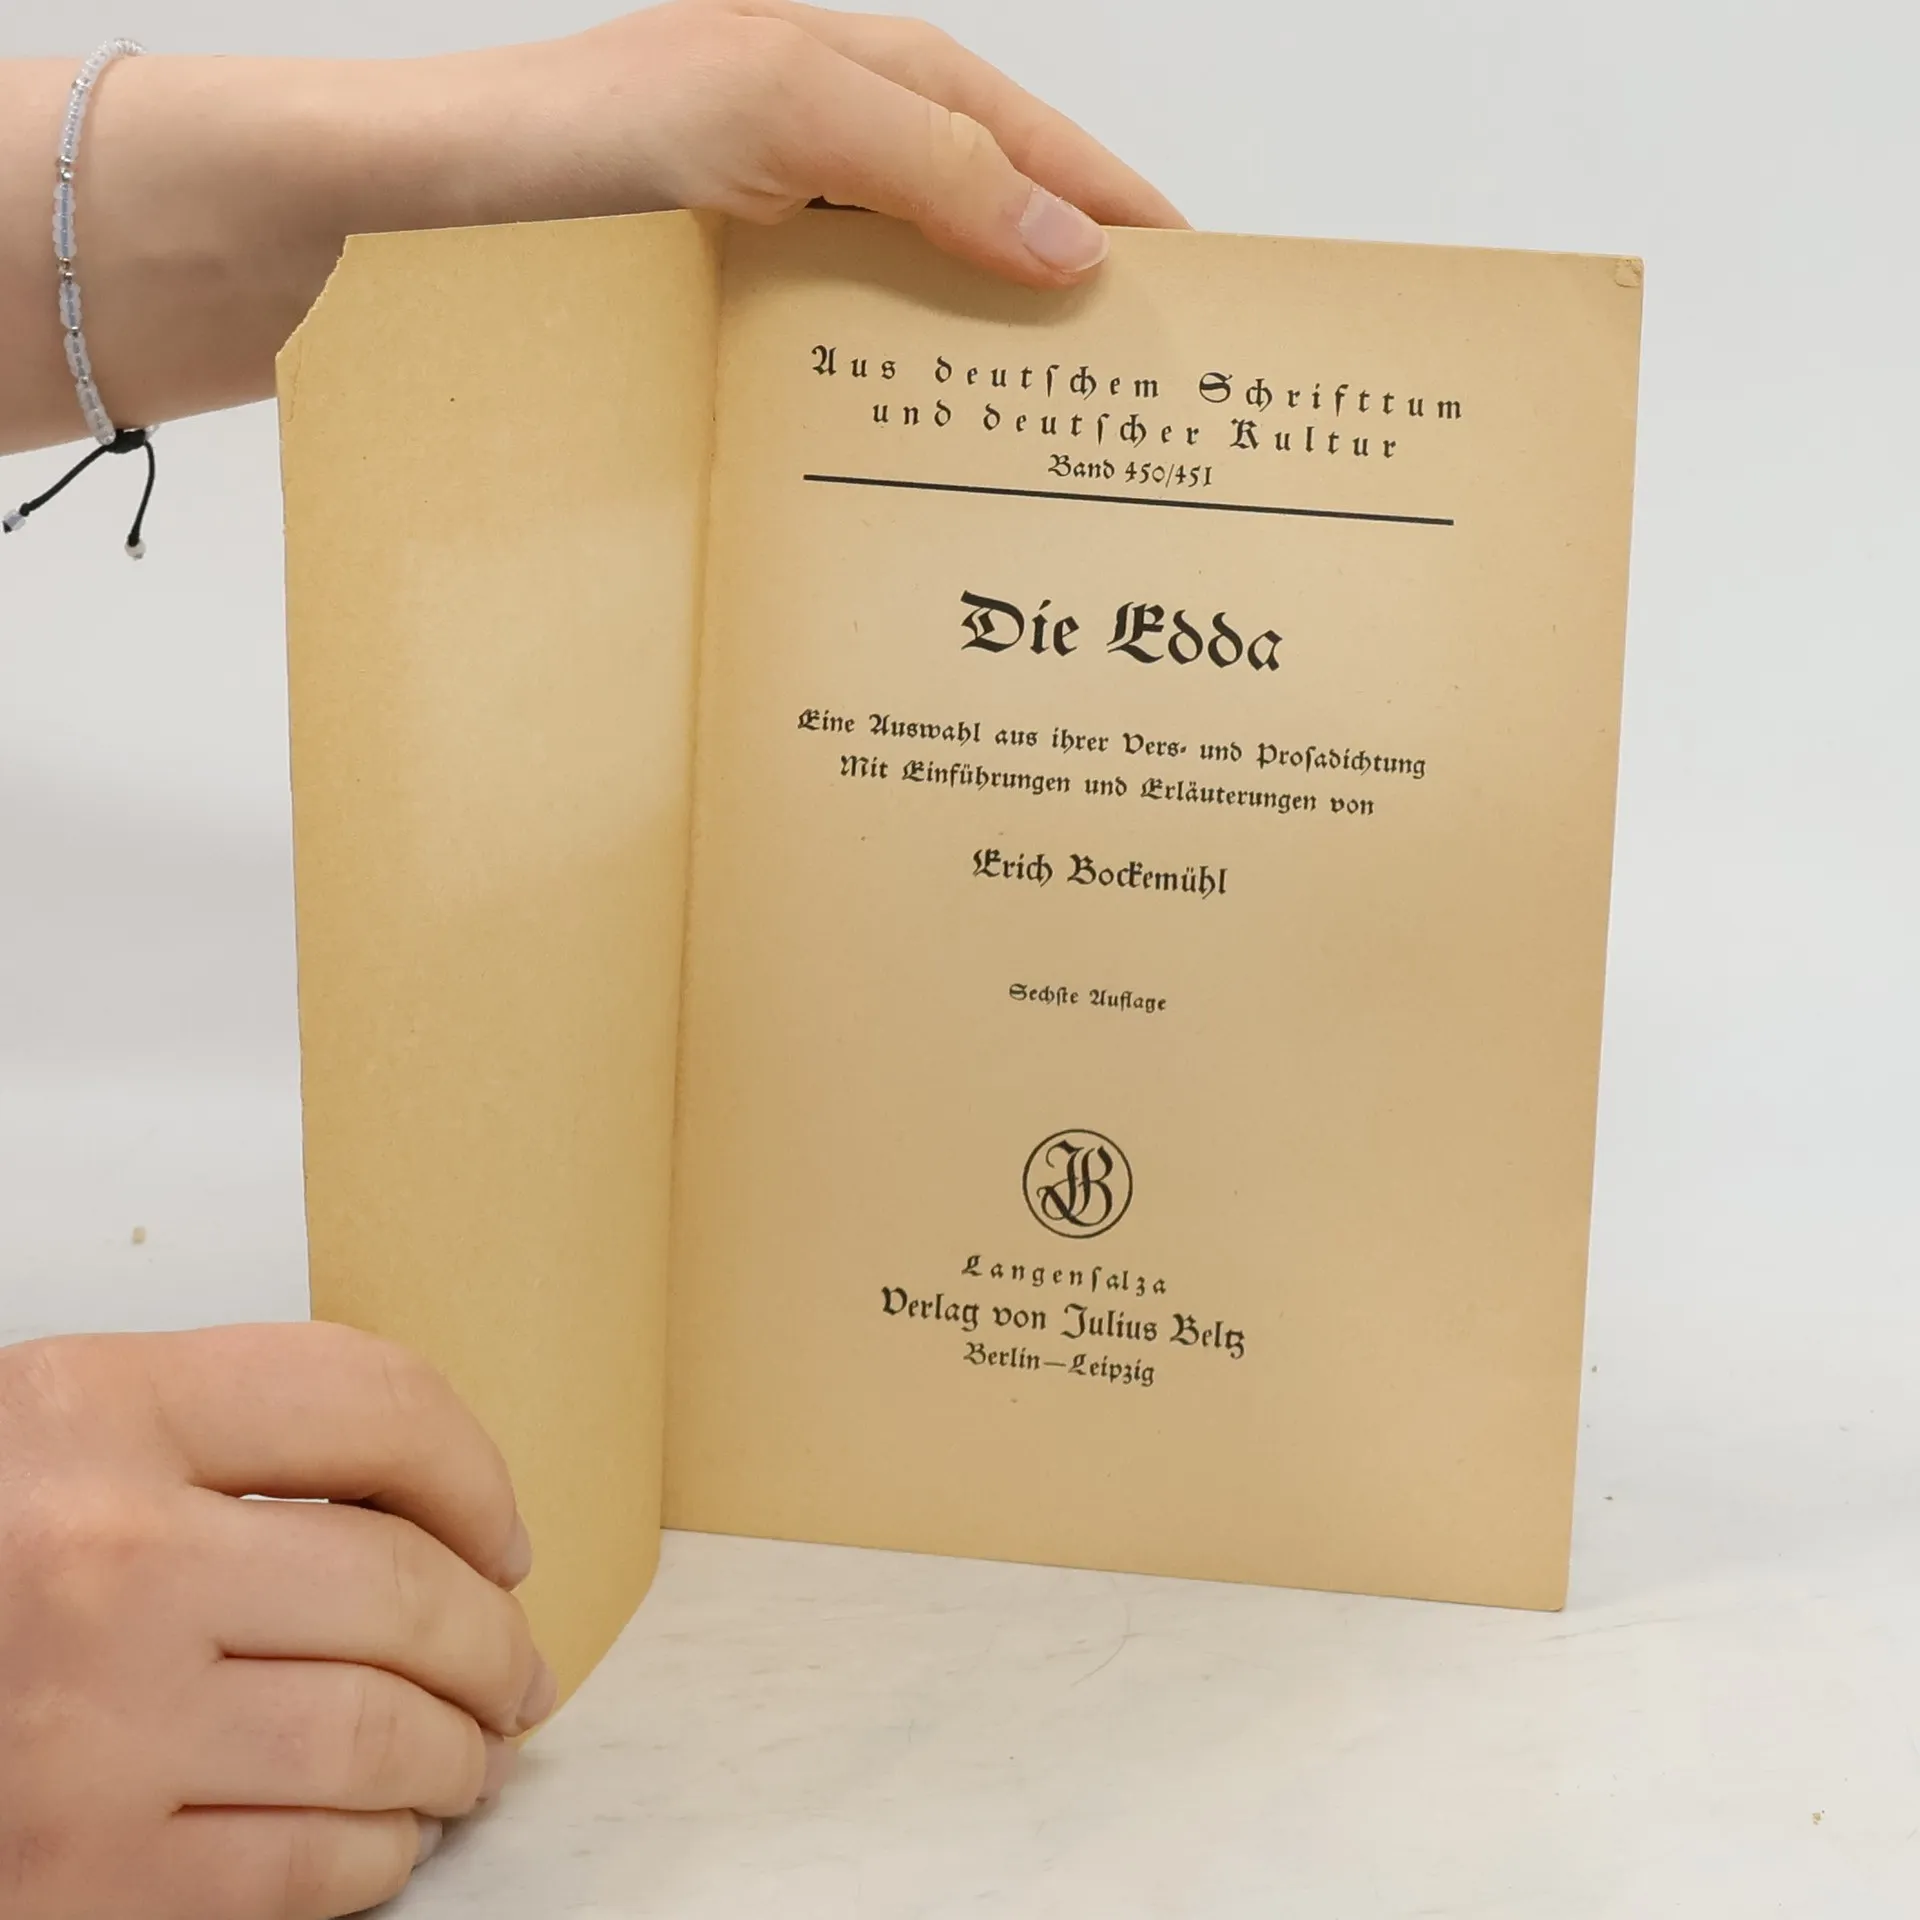 Aus deutſchem Schrifttum
und deutſcher Kultur
Band 450/451
Die Edda
Eine Auswahl aus ihrer Vers- und Proſadichtung
Mit Einführungen und Erläuterungen von
Erich Bockemühl
Sechſte Auflage
JB
Langenſalza
Verlag von Julius Beltz
Berlin—Leipzig